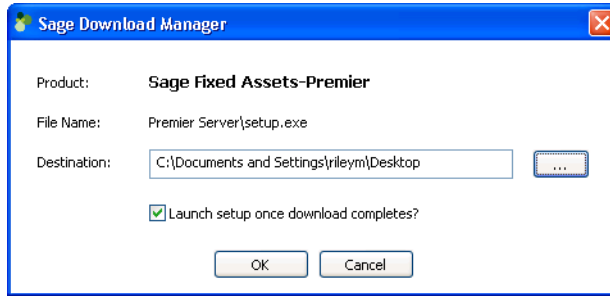 Sage Download Manager
Product: Sage Fixed Assets-Premier
File Name: Premier Server\setup.exe
Destination: C:\Documents and Settings\rileym\Desktop ...
Launch setup once download completes?
OK Cancel